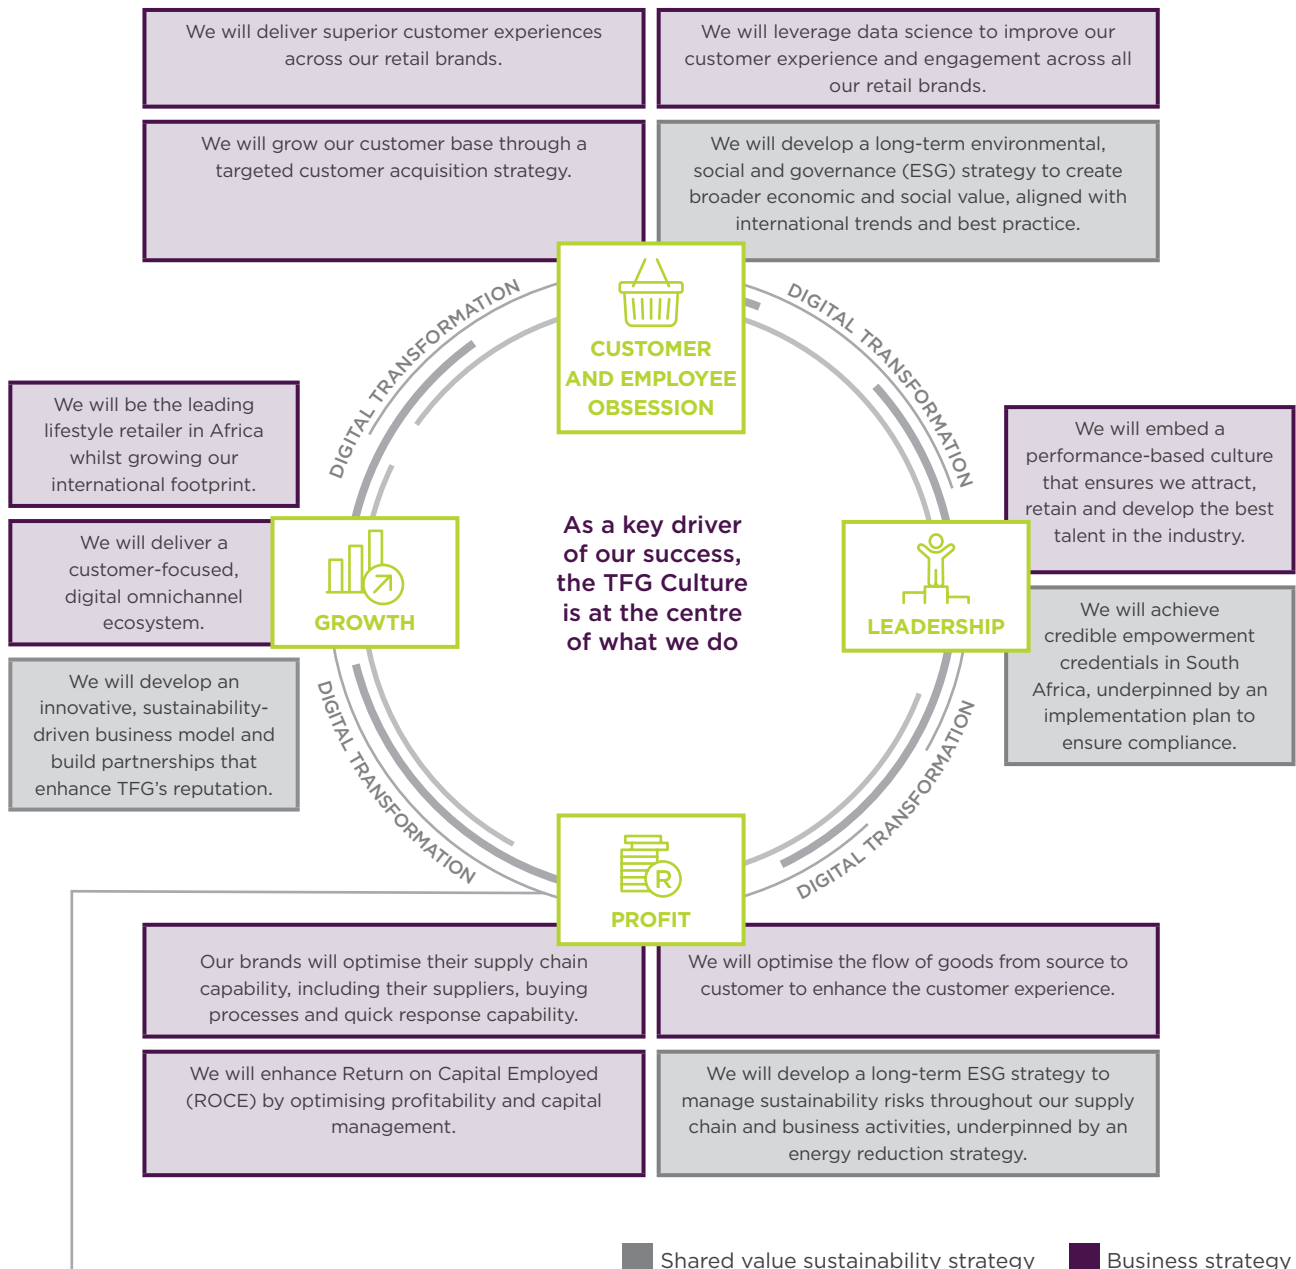 We will deliver superior customer experiences
across our retail brands.
We will leverage data science to improve our
customer experience and engagement across all
our retail brands.
We will grow our customer base through a
targeted customer acquisition strategy.
We will develop a long-term environmental,
social and governance (ESG) strategy to create
broader economic and social value, aligned with
international trends and best practice.
DIGITAL TRANSFORMATION
CUSTOMER
AND EMPLOYEE
OBSESSION
DIGITAL TRANSFORMATION
We will be the leading
lifestyle retailer in Africa
whilst growing our
international footprint.
We will deliver a
customer-focused,
digital omnichannel
ecosystem.
We will develop an
innovative, sustainability-
driven business model and
build partnerships that
enhance TFG’s reputation.
GROWTH
As a key driver
of our success,
the TFG Culture
is at the centre
of what we do
LEADERSHIP
We will embed a
performance-based culture
that ensures we attract,
retain and develop the best
talent in the industry.
We will achieve
credible empowerment
credentials in South
Africa, underpinned by an
implementation plan to
ensure compliance.
DIGITAL TRANSFORMATION
R
PROFIT
DIGITAL TRANSFORMATION
Our brands will optimise their supply chain
capability, including their suppliers, buying
processes and quick response capability.
We will optimise the flow of goods from source to
customer to enhance the customer experience.
We will enhance Return on Capital Employed
(ROCE) by optimising profitability and capital
management.
We will develop a long-term ESG strategy to
manage sustainability risks throughout our supply
chain and business activities, underpinned by an
energy reduction strategy.
Shared value sustainability strategy
Business strategy